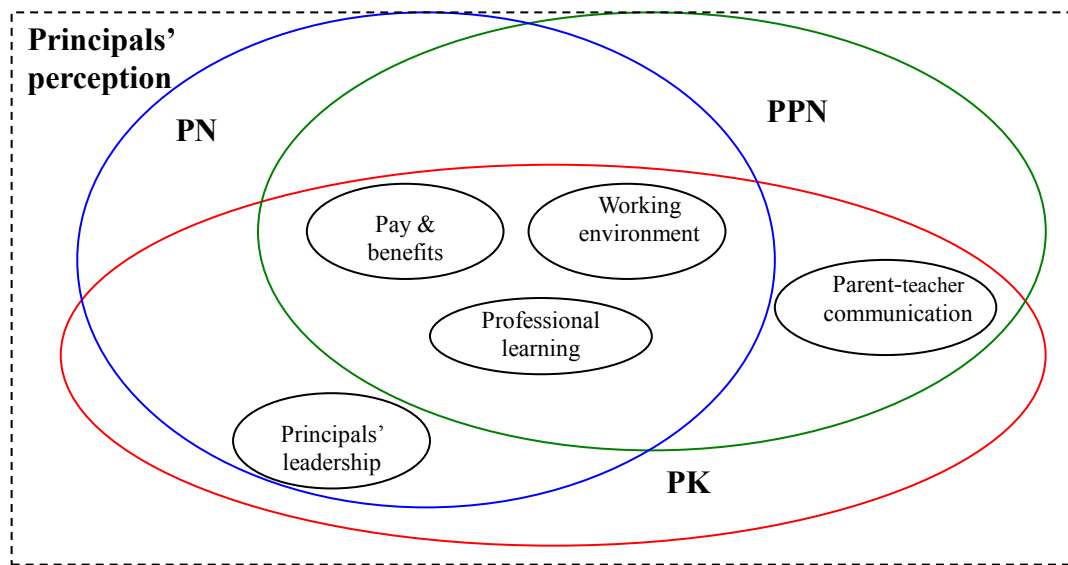 Principals’
perception
PN
PPN
Pay &
benefits
Working
environment
Parent-teacher
communication
Professional
learning
Principals’
leadership
PK